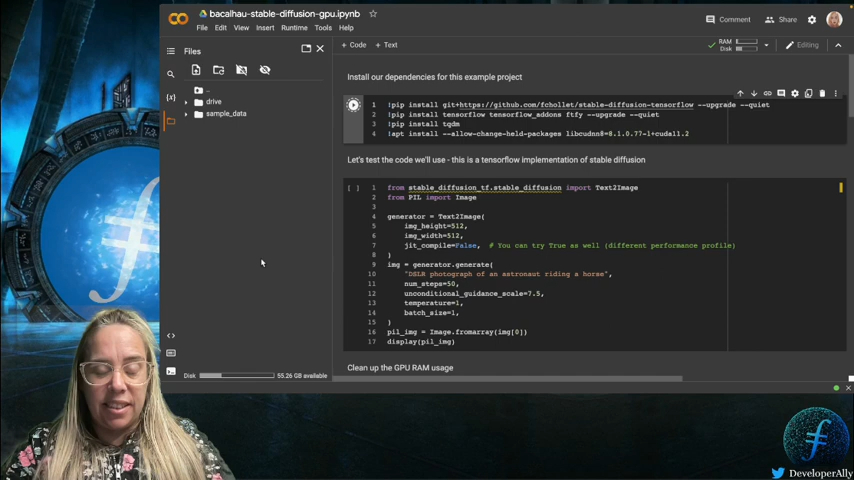 bacalhau-stable-diffusion-gpu.ipynb
File Edit View Insert Runtime Tools Help
Comment Share
Files
+ Code + Text
RAM
Disk
Editing
..
drive
sample_data
Install our dependencies for this example project
1 !pip install git+https://github.com/fchollet/stable-diffusion-tensorflow --upgrade --quiet
2 !pip install tensorflow tensorflow_addons ftfy --upgrade --quiet
3 !pip install tqdm
4 !apt install --allow-change-held-packages libcudnn8=8.1.0.77-1+cuda11.2
Let's test the code we'll use - this is a tensorflow implementation of stable diffusion
[ ] 1 from stable_diffusion_tf.stable_diffusion import Text2Image
2 from PIL import Image
3
4 generator = Text2Image(
5 img_height=512,
6 img_width=512,
7 jit_compile=False, # You can try True as well (different performance profile)
8 )
9 img = generator.generate(
10 "DSLR photograph of an astronaut riding a horse",
11 num_steps=50,
12 unconditional_guidance_scale=7.5,
13 temperature=1,
14 batch_size=1,
15 )
16 pil_img = Image.fromarray(img[0])
17 display(pil_img)
Clean up the GPU RAM usage
Disk 55.26 GB available
DeveloperAlly